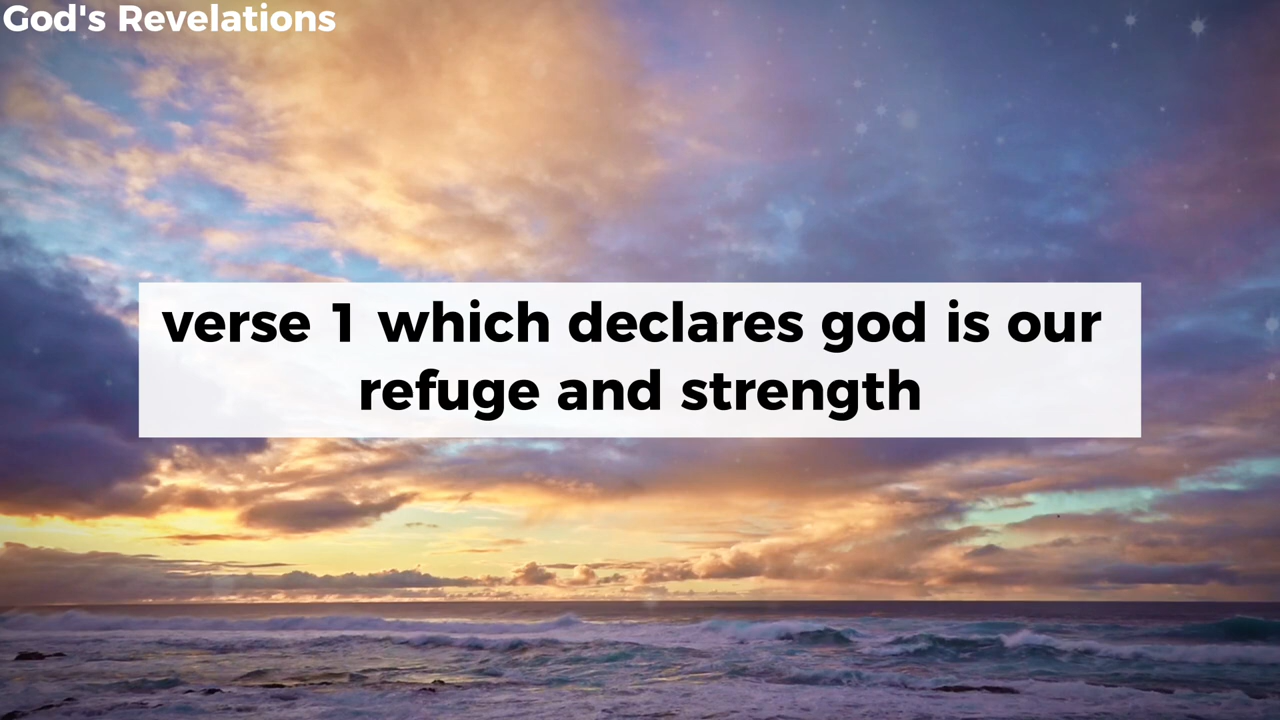 God's Revelations
verse 1 which declares god is our
refuge and strength